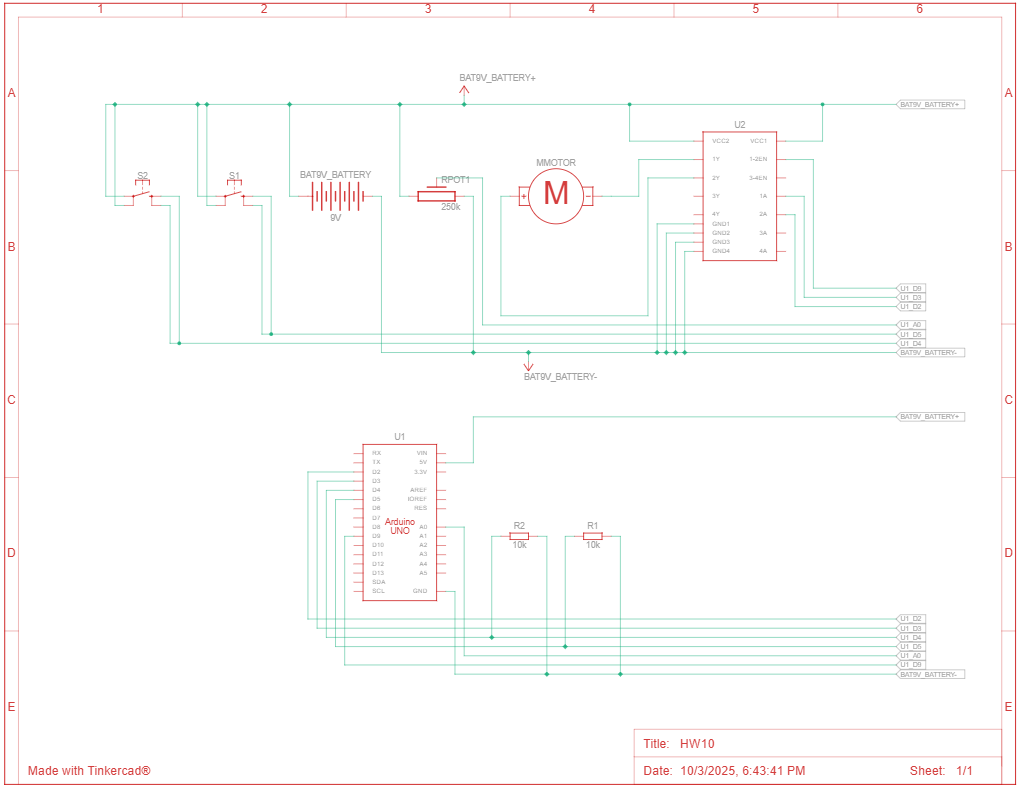 1 2 3 4 5 6
A A
BAT9V_BATTERY+
BAT9V_BATTERY+
U2
VCC2 VCC1
1Y 1-2EN
2Y 3-4EN
3Y 1A
4Y 2A
GND1
GND2 3A
GND3
GND4 4A
S2 S1 BAT9V_BATTERY RPOT1 MMOTOR
+ M -
9V 250k
B B
U1_D9
U1_D3
U1_D2
U1_A0
U1_D5
U1_D4
BAT9V_BATTERY-
BAT9V_BATTERY-
C C
BAT9V_BATTERY+
U1
RX VIN
TX 5V
D2 3.3V
D3
D4 AREF
D5 IOREF
D6 RES
D7
D8 A0
D9 A1
D10 A2
D11 A3
D12 A4
D13 A5
SDA
SCL GND
Arduino
UNO
R2 R1
10k 10k
D D
U1_D2
U1_D3
U1_D4
U1_D5
U1_A0
U1_D9
BAT9V_BATTERY-
E E
Title: HW10
Made with Tinkercad® Date: 10/3/2025, 6:43:41 PM Sheet: 1/1